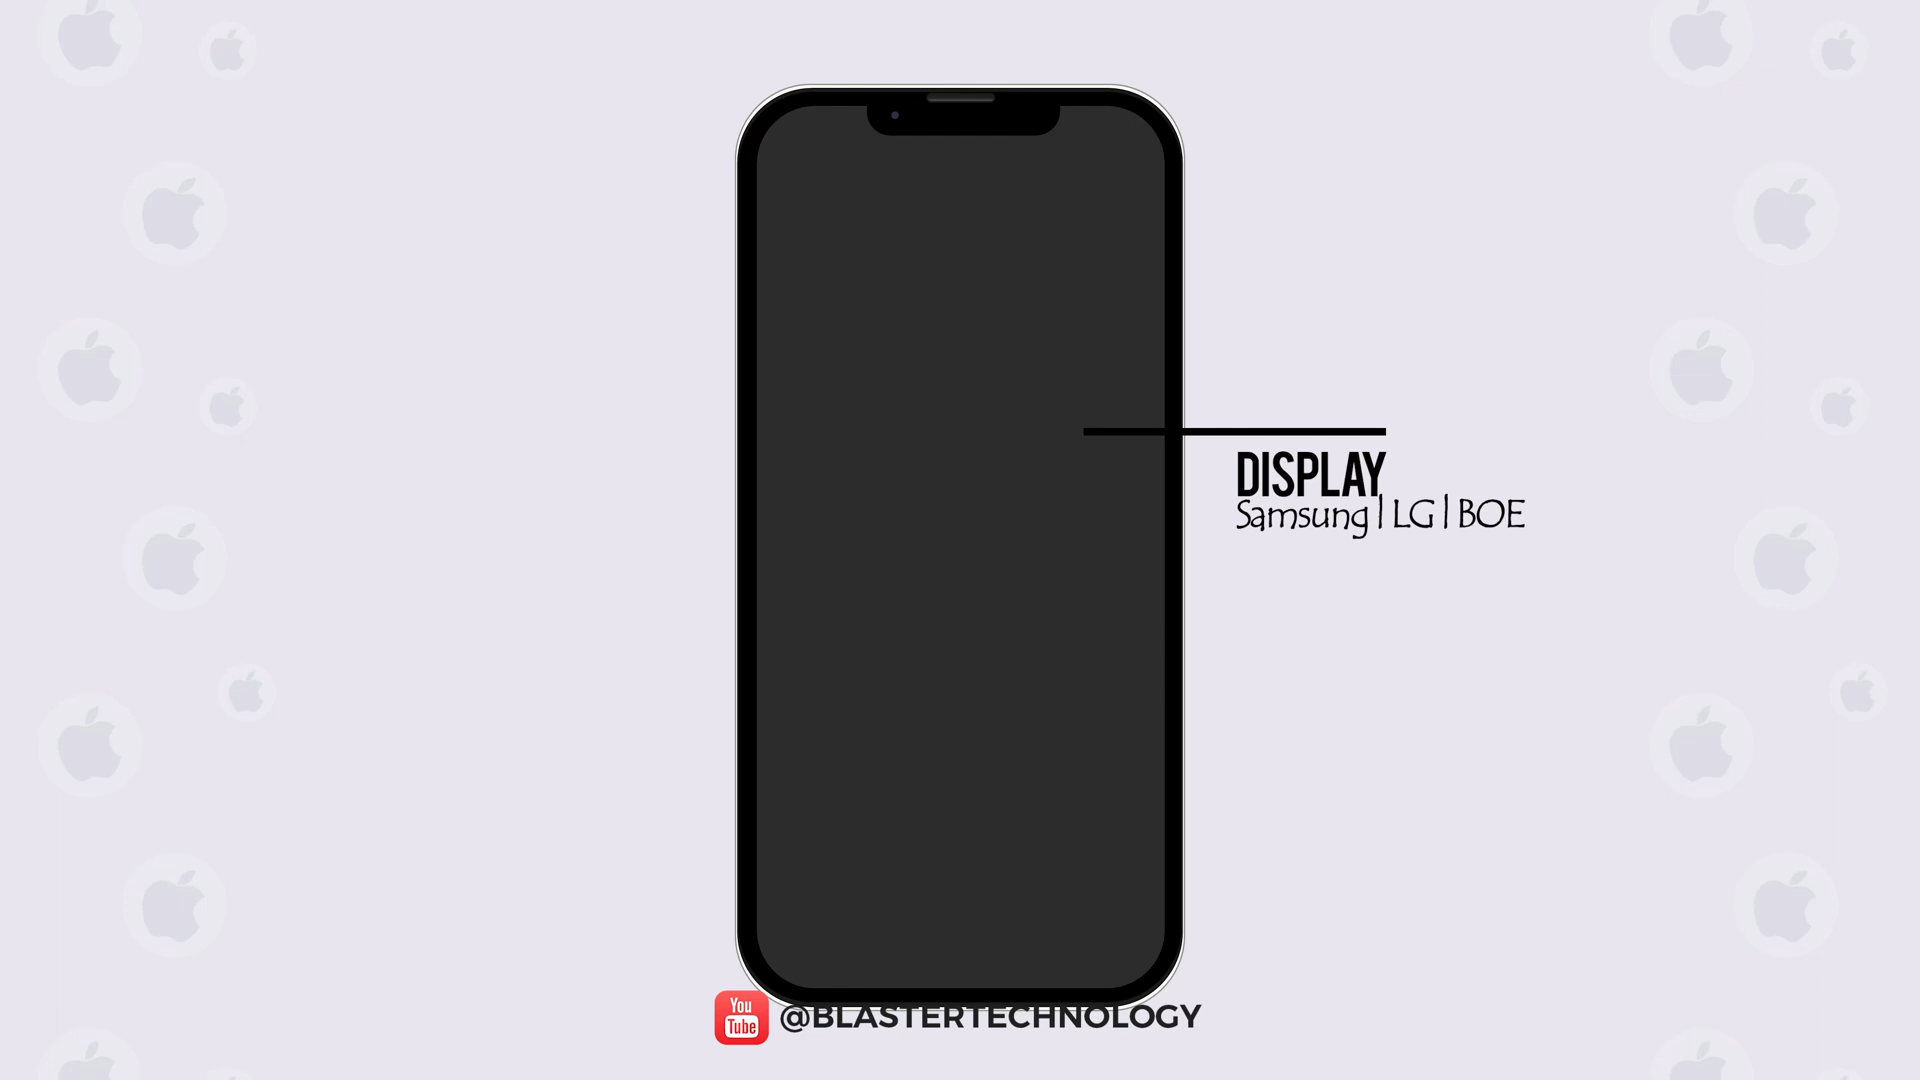 DISPLAY
Samsung | LG | BOE
You
Tube
@BLASTERTECHNOLOGY